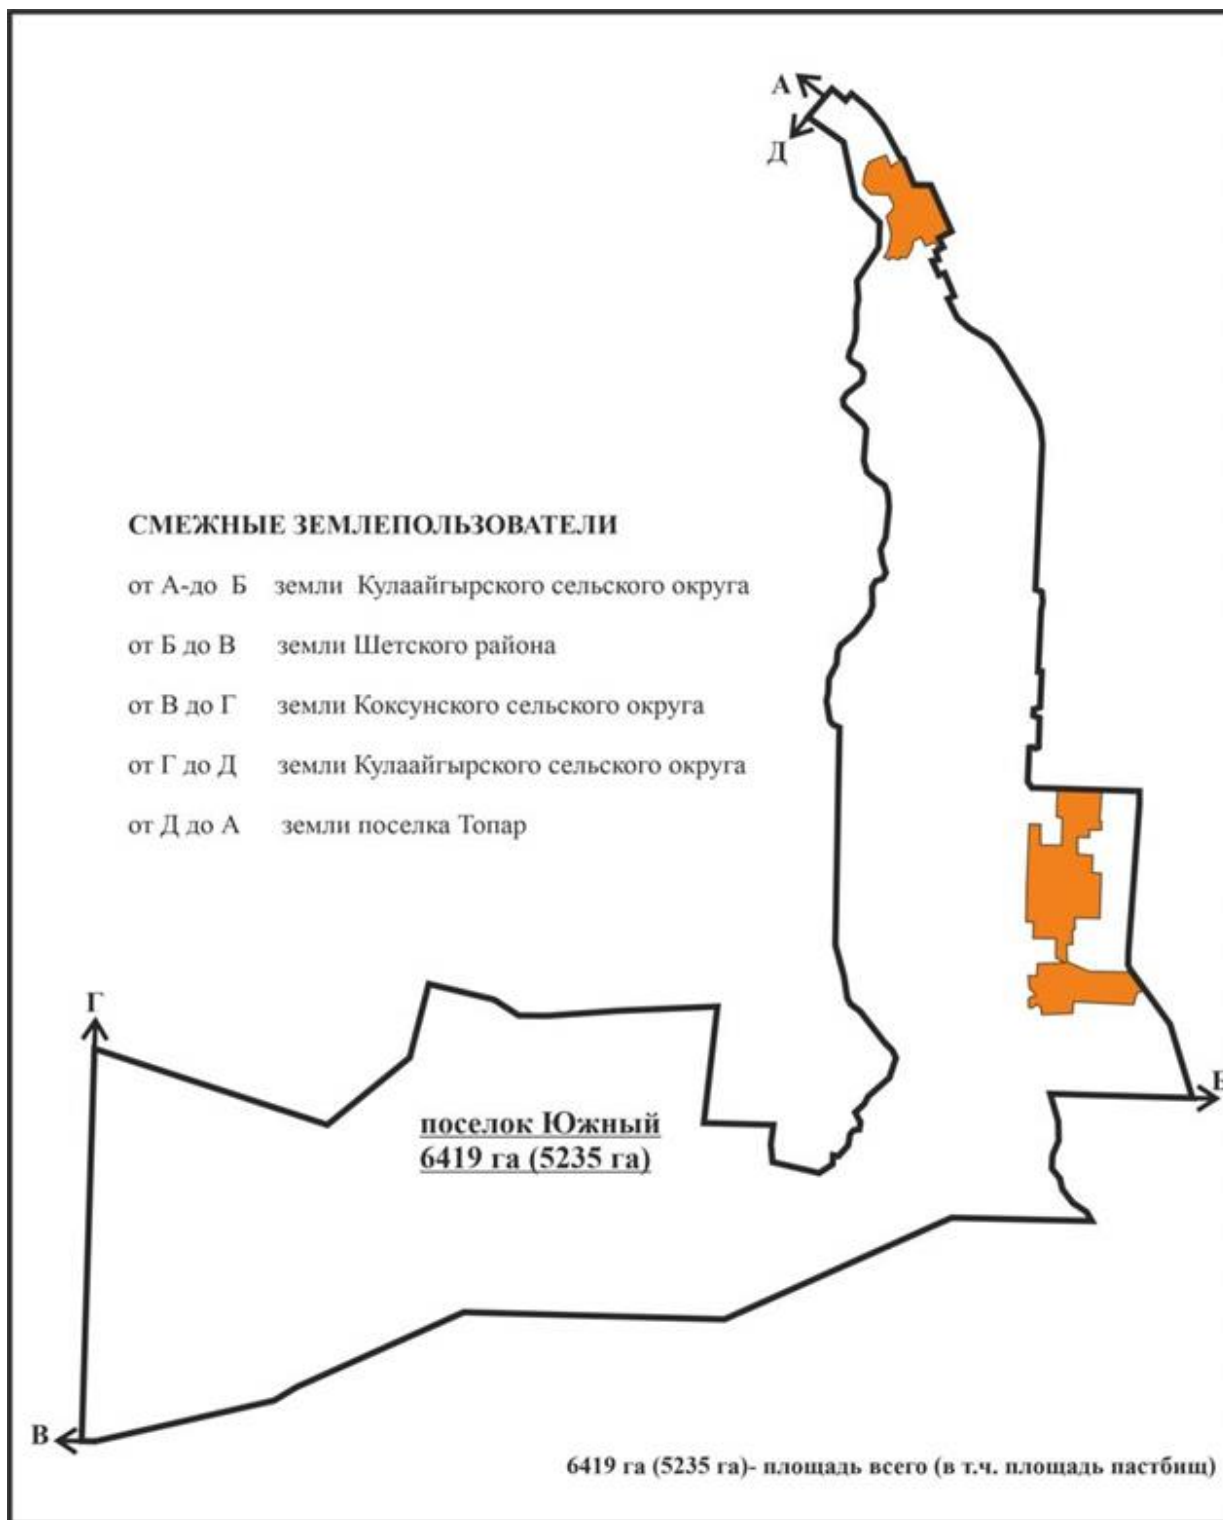 А
Д
СМЕЖНЫЕ ЗЕМЛЕПОЛЬЗОВАТЕЛИ
от А-до Б земли Кулаайгырского сельского округа
от Б до В земли Шетского района
от В до Г земли Коксунского сельского округа
от Г до Д земли Кулаайгырского сельского округа
от Д до А земли поселка Топар
Г
поселок Южный
6419 га (5235 га)
В
6419 га (5235 га)- площадь всего (в т.ч. площадь пастбищ)